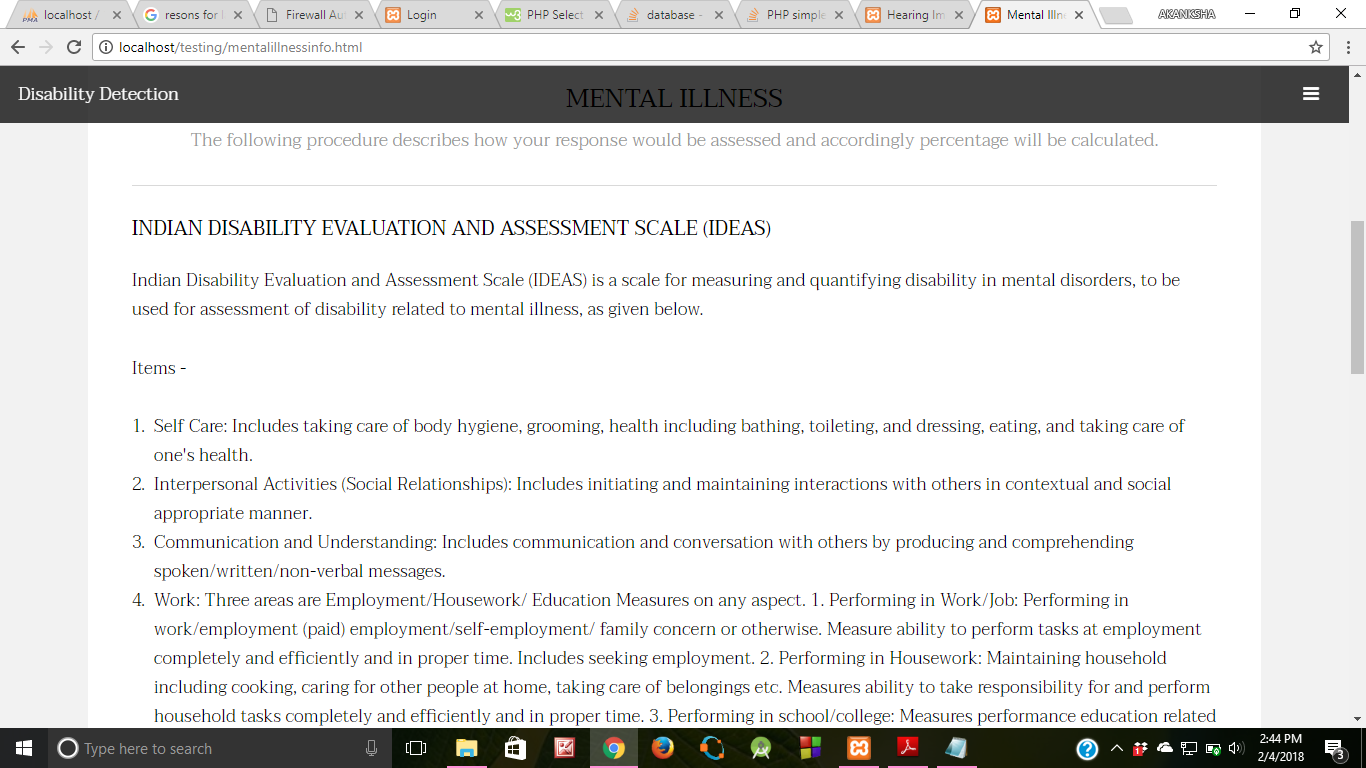 localhost /
resons for
Firewall Au
Login
PHP Select
database -
PHP simple
Hearing Im
Mental Illn
AKANKSHA
localhost/testing/mentalillnessinfo.html
Disability Detection
MENTAL ILLNESS
The following procedure describes how your response would be assessed and accordingly percentage will be calculated.
INDIAN DISABILITY EVALUATION AND ASSESSMENT SCALE (IDEAS)
Indian Disability Evaluation and Assessment Scale (IDEAS) is a scale for measuring and quantifying disability in mental disorders, to be
used for assessment of disability related to mental illness, as given below.
Items -
1. Self Care: Includes taking care of body hygiene, grooming, health including bathing, toileting, and dressing, eating, and taking care of
one's health.
2. Interpersonal Activities (Social Relationships): Includes initiating and maintaining interactions with others in contextual and social
appropriate manner.
3. Communication and Understanding: Includes communication and conversation with others by producing and comprehending
spoken/written/non-verbal messages.
4. Work: Three areas are Employment/Housework/ Education Measures on any aspect. 1. Performing in Work/Job: Performing in
work/employment (paid) employment/self-employment/ family concern or otherwise. Measure ability to perform tasks at employment
completely and efficiently and in proper time. Includes seeking employment. 2. Performing in Housework: Maintaining household
including cooking, caring for other people at home, taking care of belongings etc. Measures ability to take responsibility for and perform
household tasks completely and efficiently and in proper time. 3. Performing in school/college: Measures performance education related
Type here to search
2:44 PM
2/4/2018
3